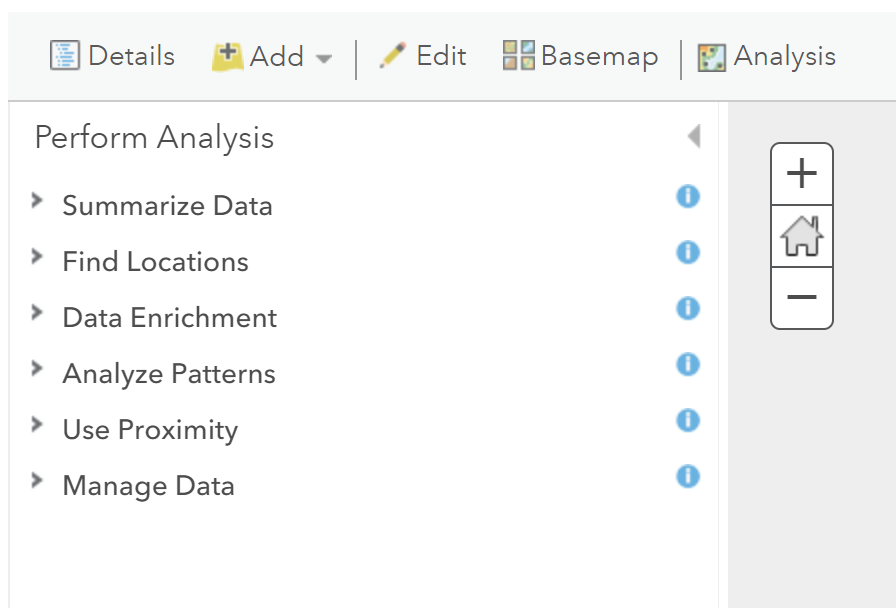 Details Add Edit Basemap Analysis
Perform Analysis
Summarize Data
Find Locations
Data Enrichment
Analyze Patterns
Use Proximity
Manage Data